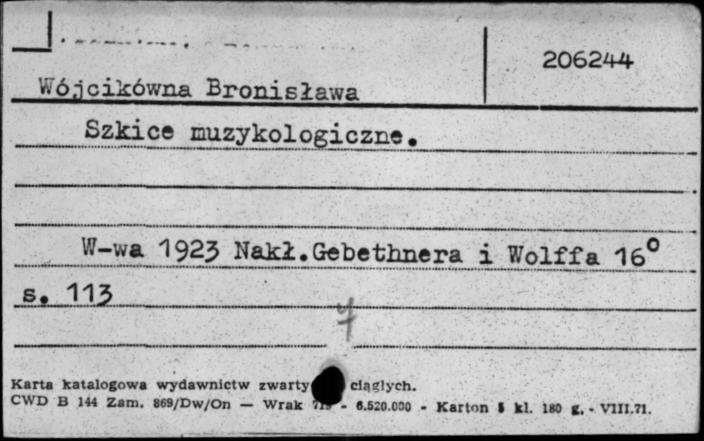 206244
Wójcikówna Bronisława
Szkice muzykologiczne.
W-wa 1923 Nakł.Gebethnera i Wolffa 16°
s. 113
Karta katalogowa wydawnictw zwarty ciągłych.
CWD B 144 Zam. 869/Dw/On — Wrak - 6.520.000 - Karton kl. 180 g. - VIII.71.